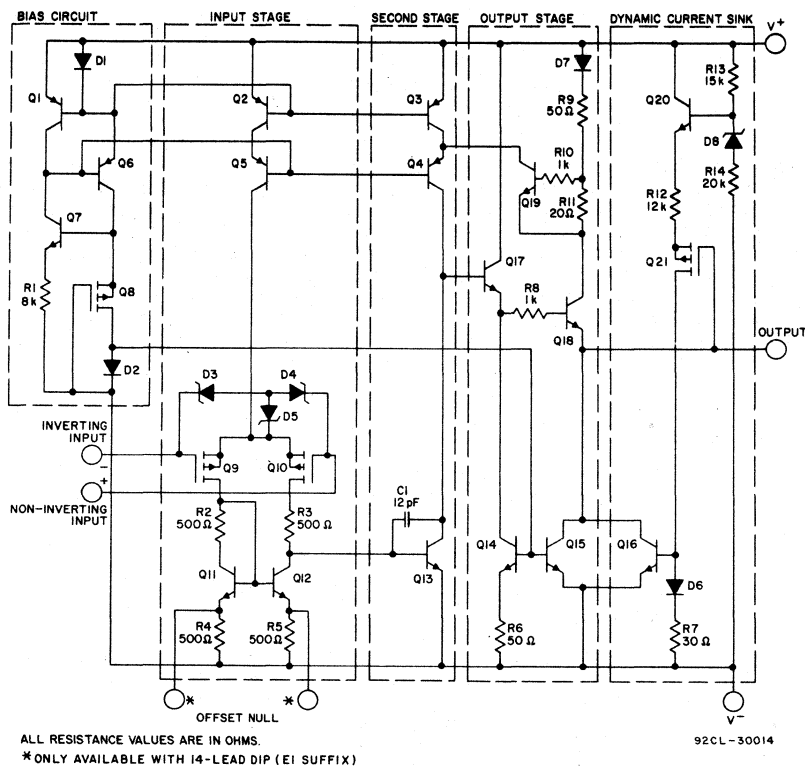 BIAS CIRCUIT
INPUT STAGE
SECOND STAGE
OUTPUT STAGE
DYNAMIC CURRENT SINK
V+
D1
D7
R13
15k
Q1
Q2
Q3
R9
50Ω
Q20
D8
Q6
Q5
Q4
R10
1k
R14
20k
Q19
R11
20Ω
R12
12k
Q7
Q17
Q21
R1
8k
Q8
R8
1k
Q18
OUTPUT
D2
D3
D4
D5
INVERTING
INPUT
−
Q9
Q10
+
NON-INVERTING
INPUT
C1
12pF
R2
500Ω
R3
500Ω
Q14
Q15
Q16
Q11
Q12
Q13
D6
R4
500Ω
R5
500Ω
R6
50Ω
R7
30Ω
*
*
OFFSET NULL
V−
ALL RESISTANCE VALUES ARE IN OHMS.
92CL-30014
*ONLY AVAILABLE WITH 14-LEAD DIP (E1 SUFFIX)